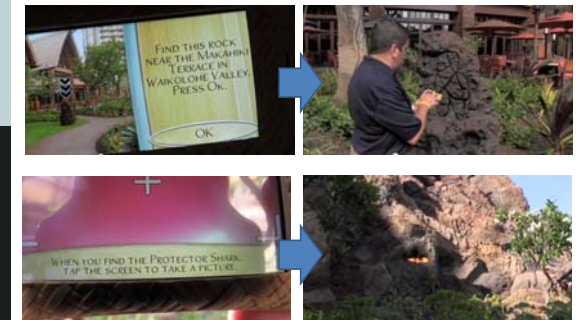 FIND THIS ROCK
NEAR THE MAKAHIKI
TERRACE IN
WAIKOLOHE VALLEY.
PRESS OK.
OK
WHEN YOU FIND THE PROTECTOR SHARK,
TAP THE SCREEN TO TAKE A PICTURE.